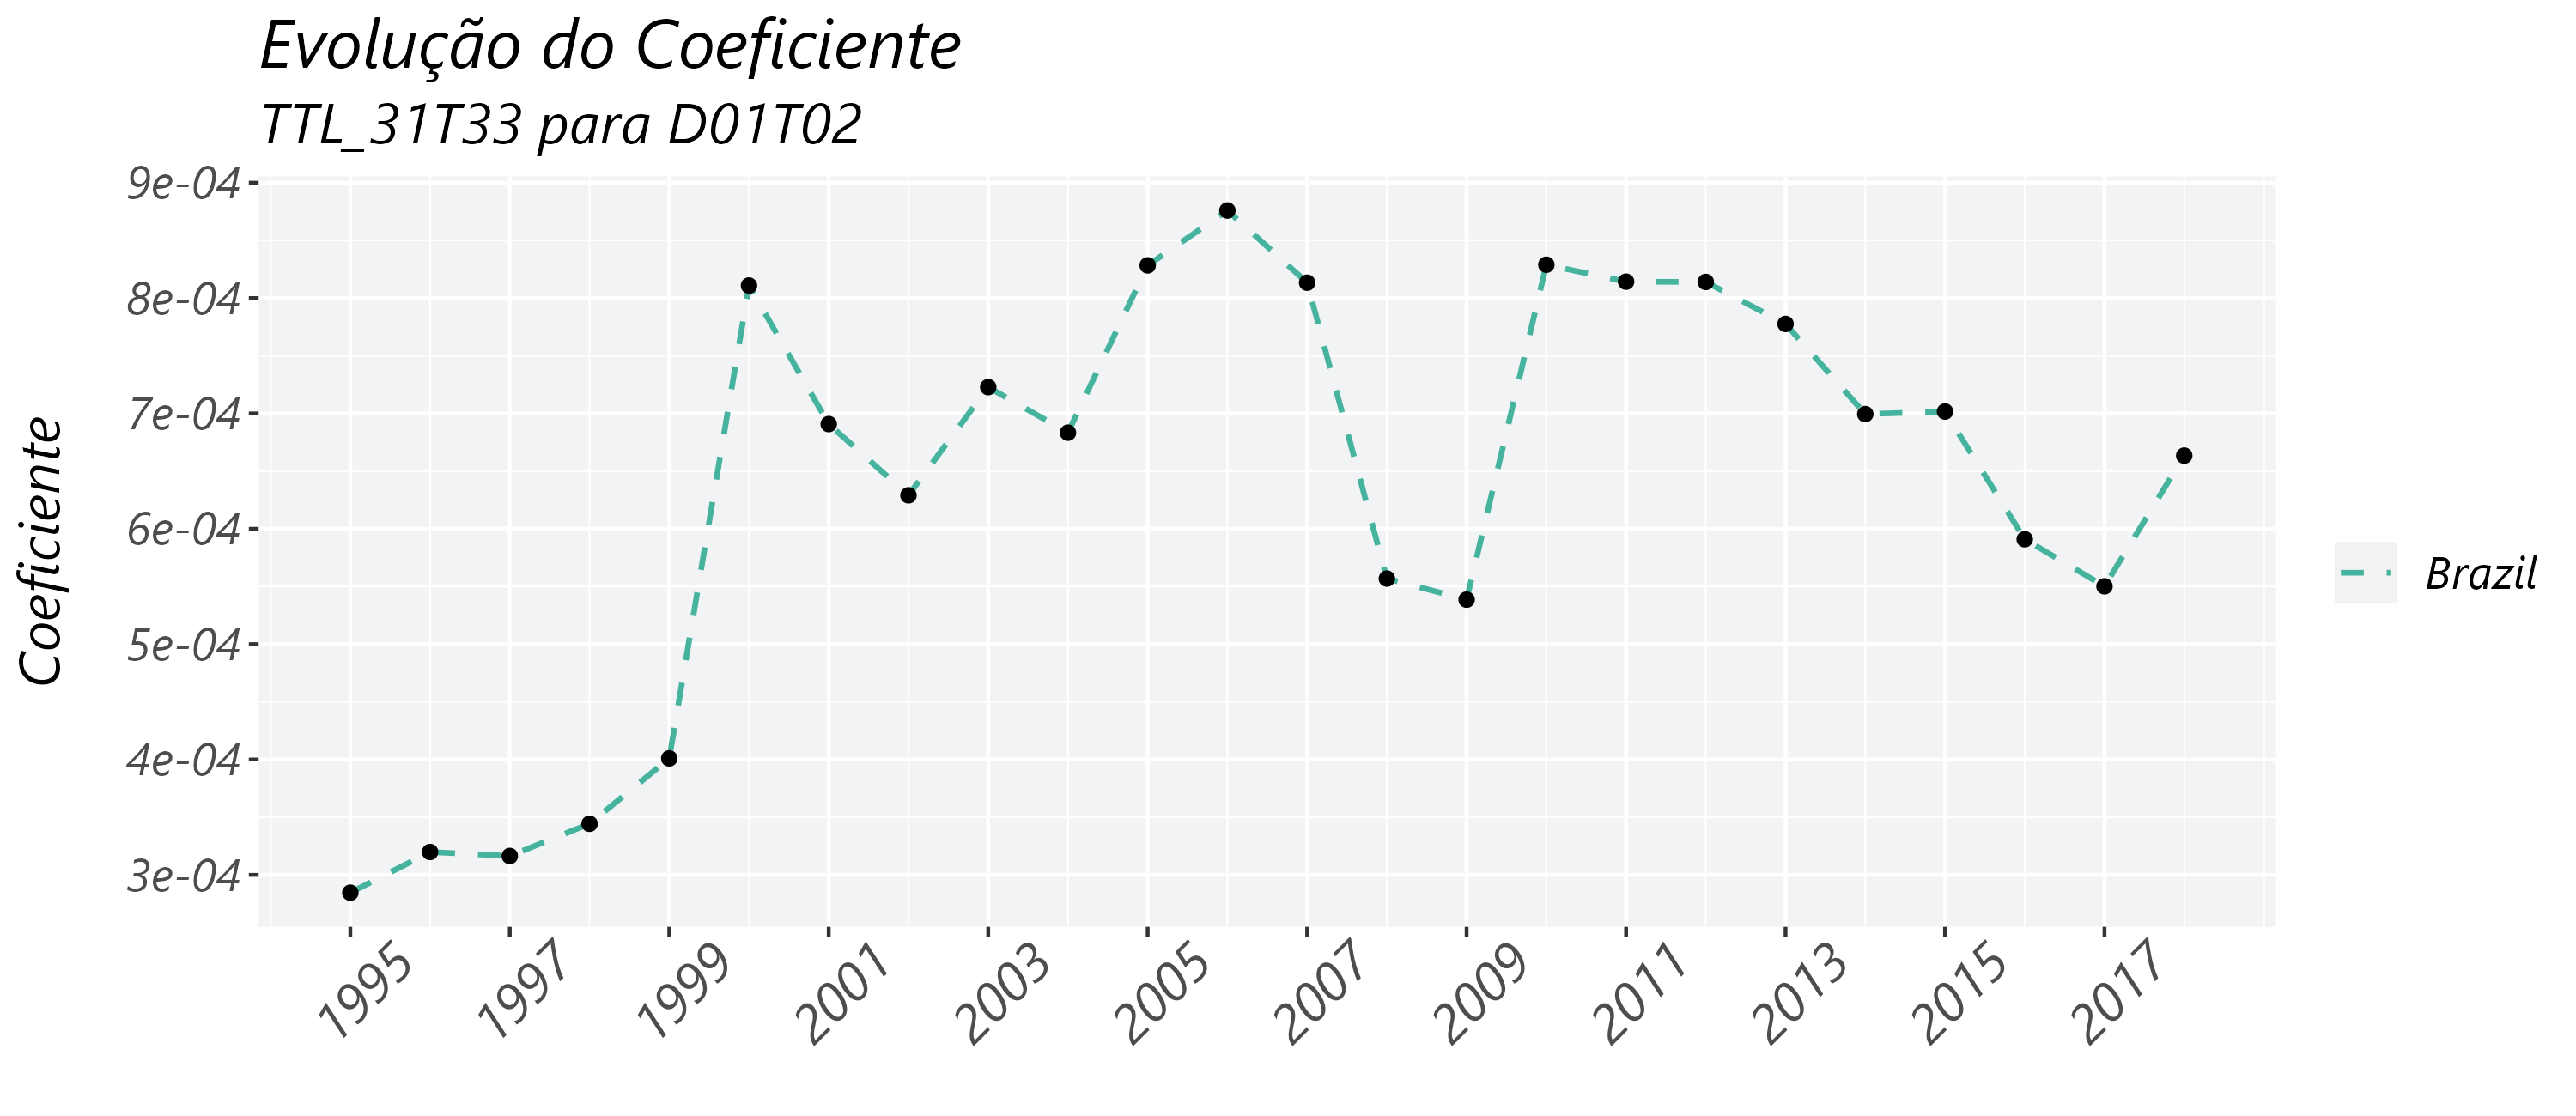 Evolução do Coeficiente
TTL_31T33 para D01T02
9e-04
8e-04
7e-04
6e-04
5e-04
4e-04
3e-04
Coeficiente
1995
1997
1999
2001
2003
2005
2007
2009
2011
2013
2015
2017
Brazil